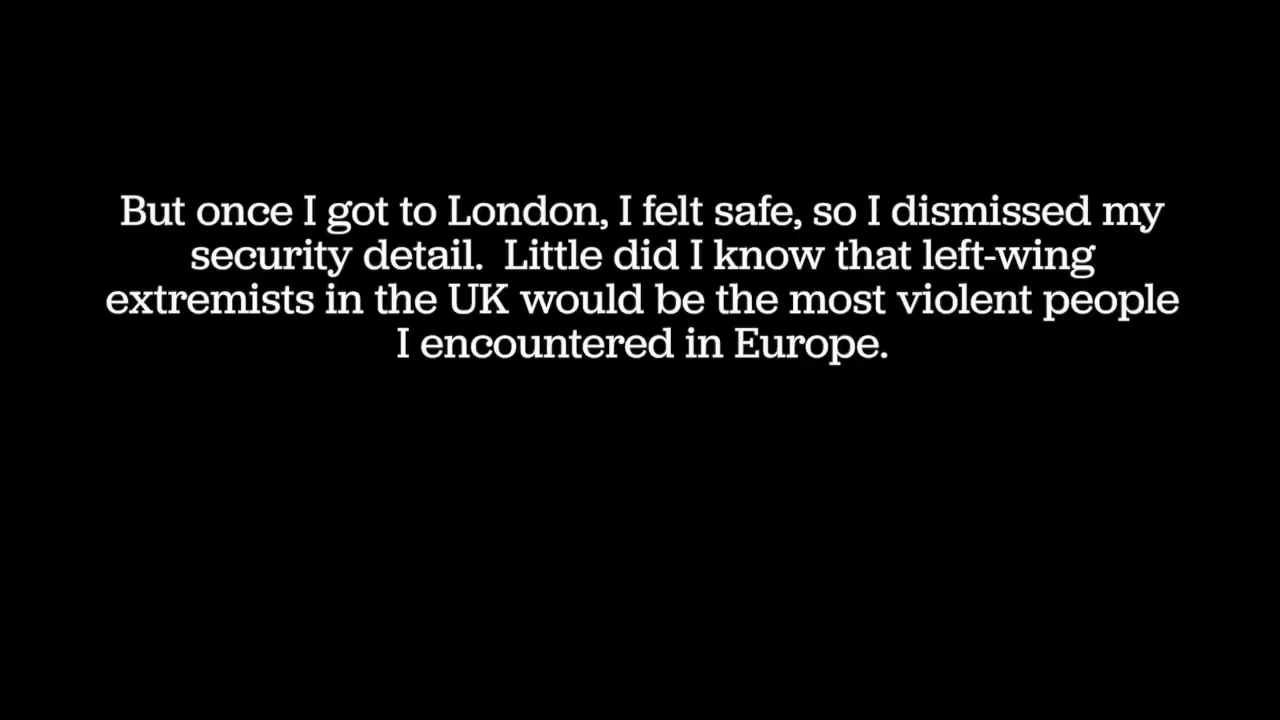 But once I got to London, I felt safe, so I dismissed my
security detail.  Little did I know that left-wing
extremists in the UK would be the most violent people
I encountered in Europe.